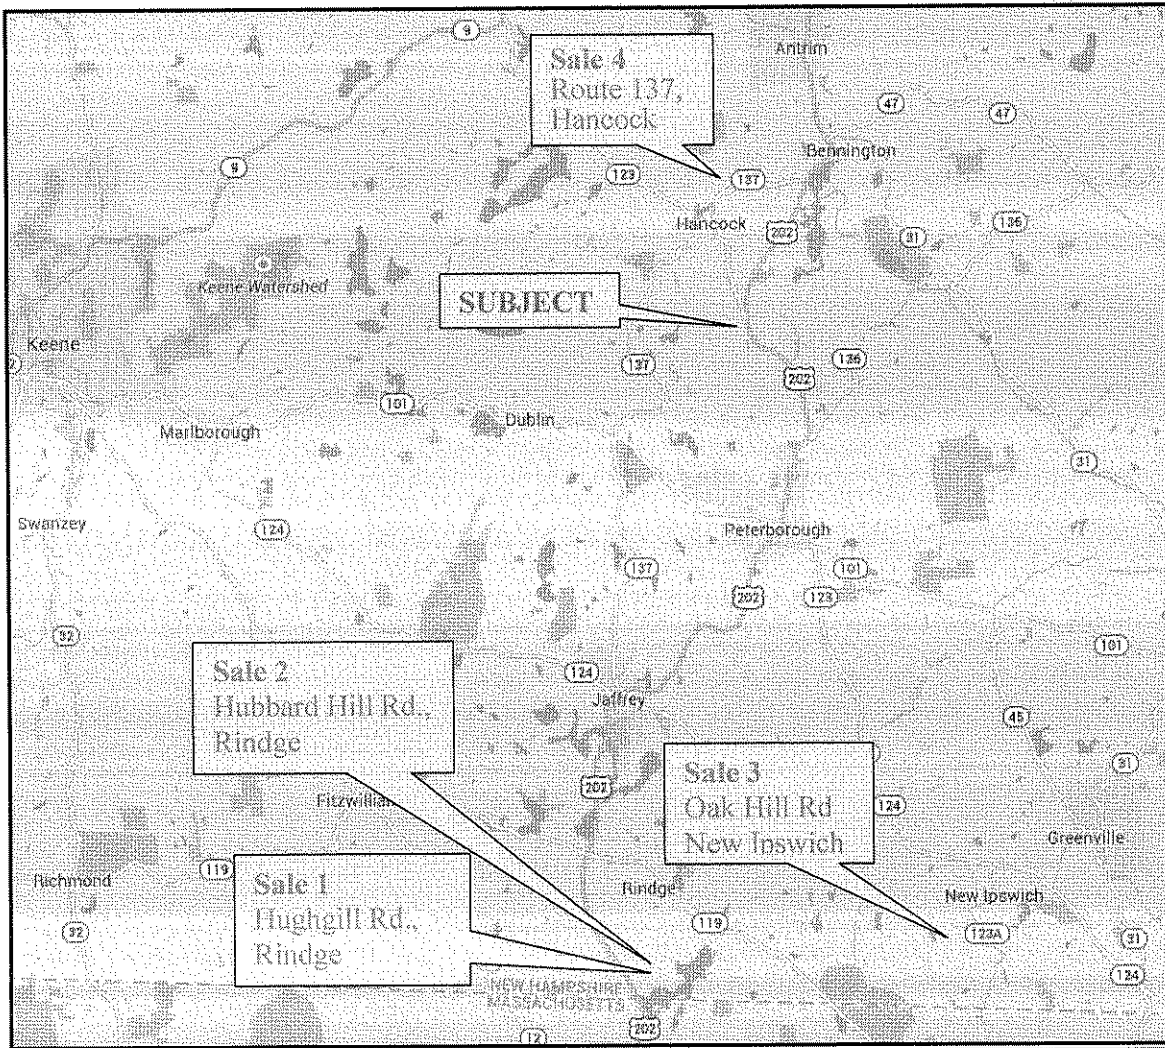 9
Antrim
Sale 4
Route 137,
Hancock
47
47
Bennington
9
123
137
Hancock
202
31
136
Keene Watershed
SUBJECT
Keene
137
136
202
101
Dublin
Marlborough
31
Swanzey
124
Peterborough
137
101
202
123
32
101
Sale 2
Hubbard Hill Rd.,
Rindge
124
Jaffrey
45
Sale 3
Oak Hill Rd
New Ipswich
31
202
Fitzwilliam
124
Greenville
119
Richmond
Sale 1
Hughgill Rd.,
Rindge
Rindge
New Ipswich
119
32
123A
31
124
NEW HAMPSHIRE
MASSACHUSETTS
202
12